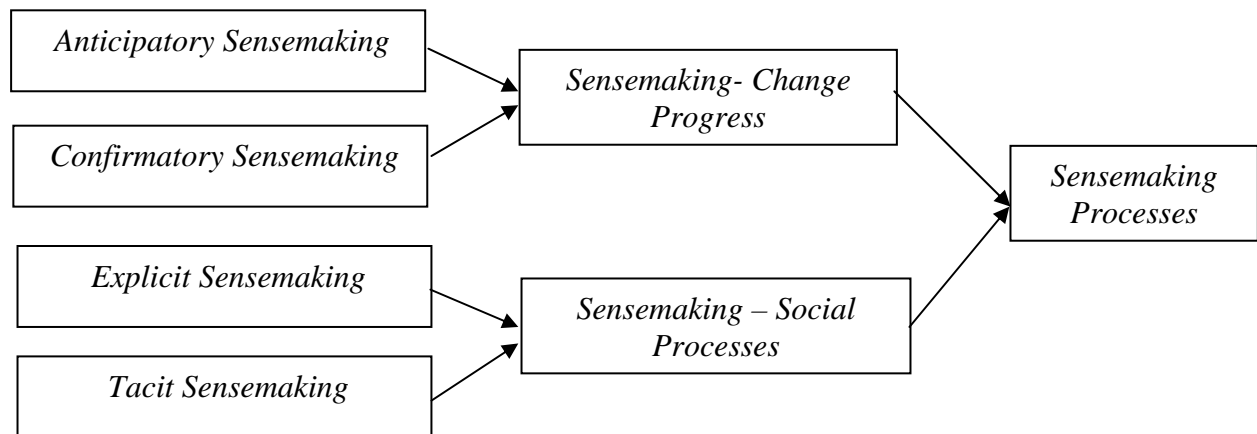 Anticipatory Sensemaking
Confirmatory Sensemaking
Explicit Sensemaking
Tacit Sensemaking
Sensemaking- Change
Progress
Sensemaking – Social
Processes
Sensemaking
Processes